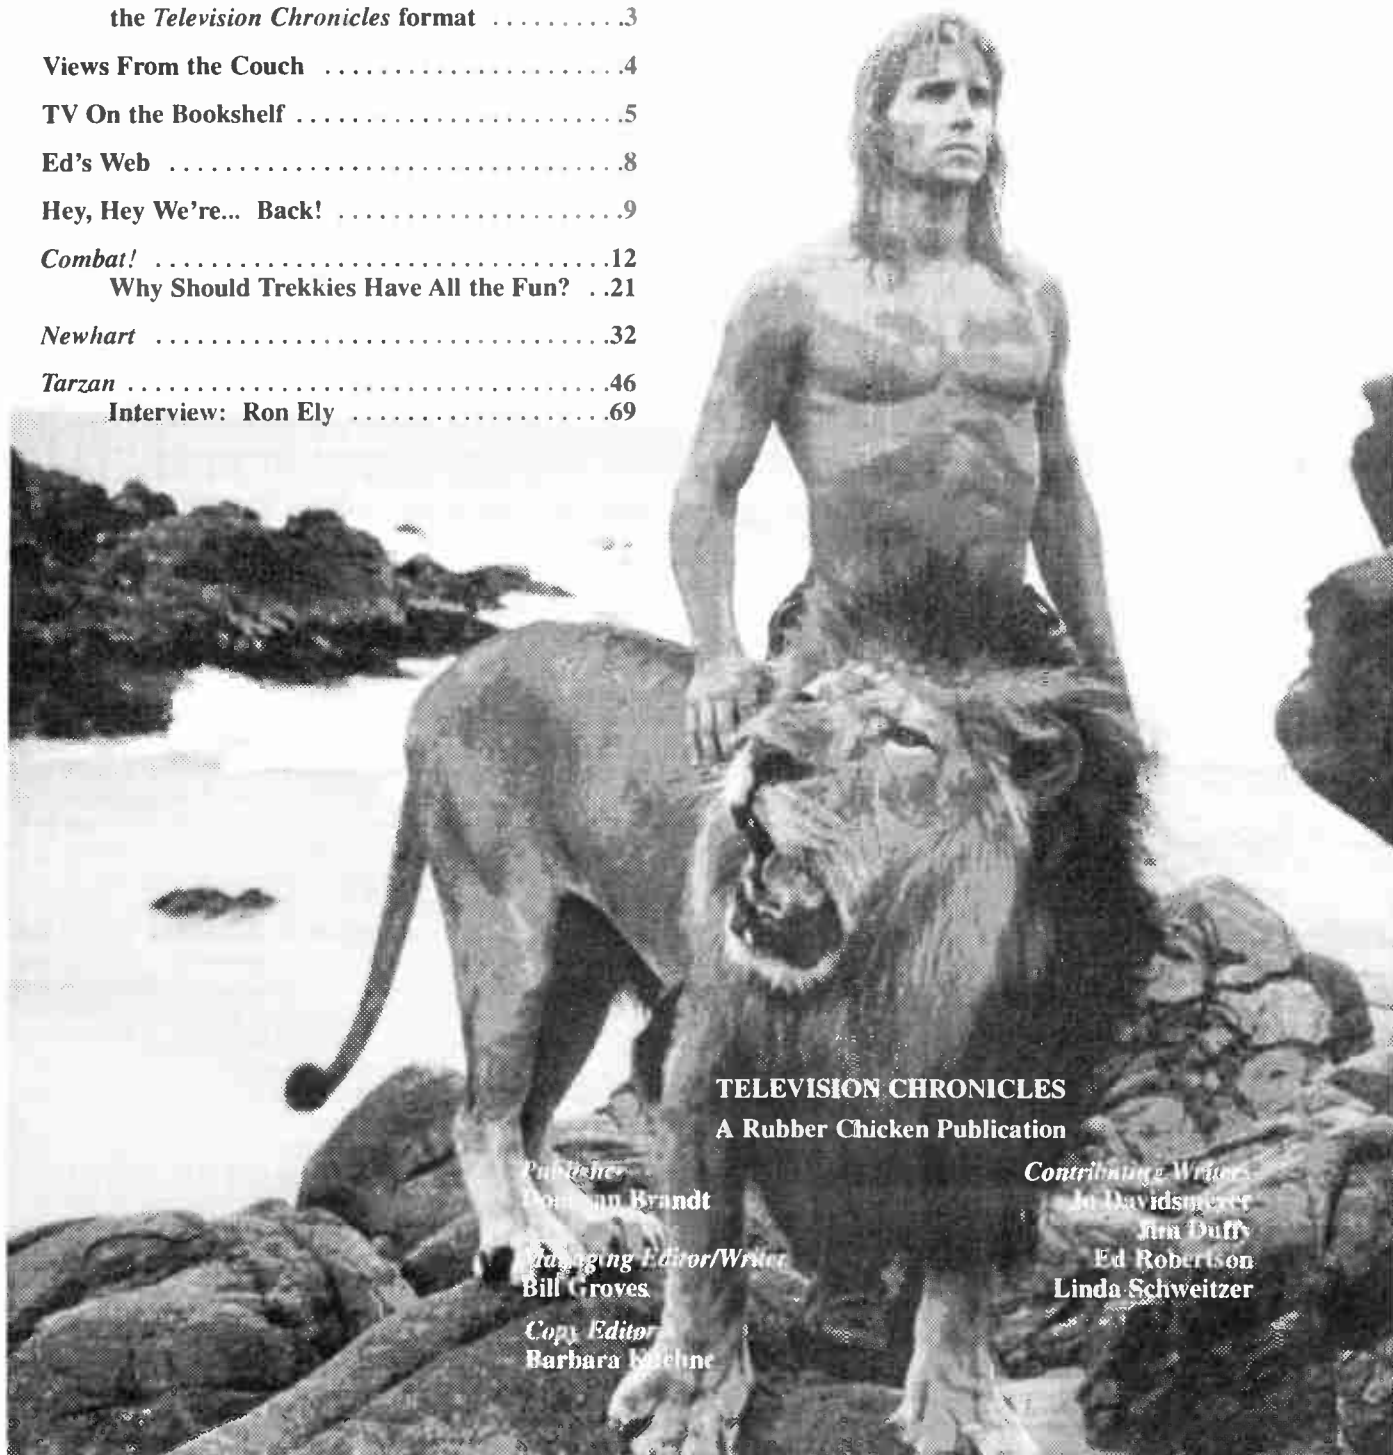 the Television Chronicles format ..........3
Views From the Couch ......................4
TV On the Bookshelf ........................5
Ed's Web .................................8
Hey, Hey We're... Back! .....................9
Combat! .................................12
Why Should Trekkies Have All the Fun? ..21
Newhart .................................32
Tarzan ...................................46
Interview: Ron Ely ...................69
TELEVISION CHRONICLES
A Rubber Chicken Publication
Publisher
Brandt
Managing Editor/Writer
Bill Groves
Copy Editor
Barbara
Contributing Writers
Jo Davidsmeyer
Jim Duffy
Ed Robertson
Linda Schweitzer